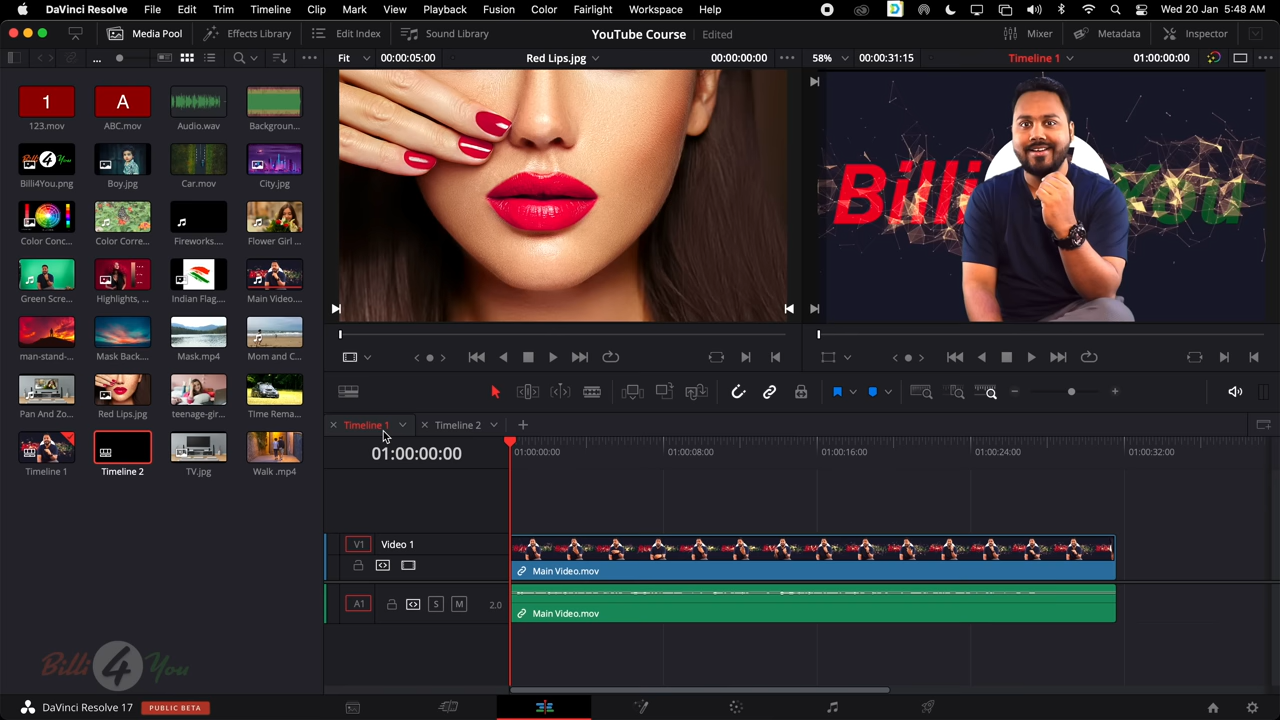 DaVinci Resolve File Edit Trim Timeline Clip Mark View Playback Fusion Color Fairlight Workspace Help Wed 20 Jan 5:48 AM
Media Pool Effects Library Edit Index Sound Library YouTube Course Edited Mixer Metadata Inspector
... Fit 00:00:05:00 Red Lips.jpg 00:00:00:00 58% 00:00:31:15 Timeline 1 01:00:00:00
1 A
123.mov ABC.mov Audio.wav Backgroun...
Billi 4 You
Billi4You.png Boy.jpg Car.mov City.jpg
Billi You
Color Conc... Color Corre... Fireworks.... Flower Girl ...
Green Scre... Highlights, ... Indian Flag.... Main Video....
man-stand-... Mask Back.... Mask.mp4 Mom and C...
Pan And Zo... Red Lips.jpg teenage-gir... Time Rema...
Timeline 1 Timeline 2 TV.jpg Walk .mp4
Timeline 1 Timeline 2
01:00:00:00 01:00:00:00 00:00:08:00 01:00:16:00 01:00:24:00 01:00:32:00
V1 Video 1
Main Video.mov
A1 S M 2.0
Main Video.mov
Billi 4 You
DaVinci Resolve 17 PUBLIC BETA